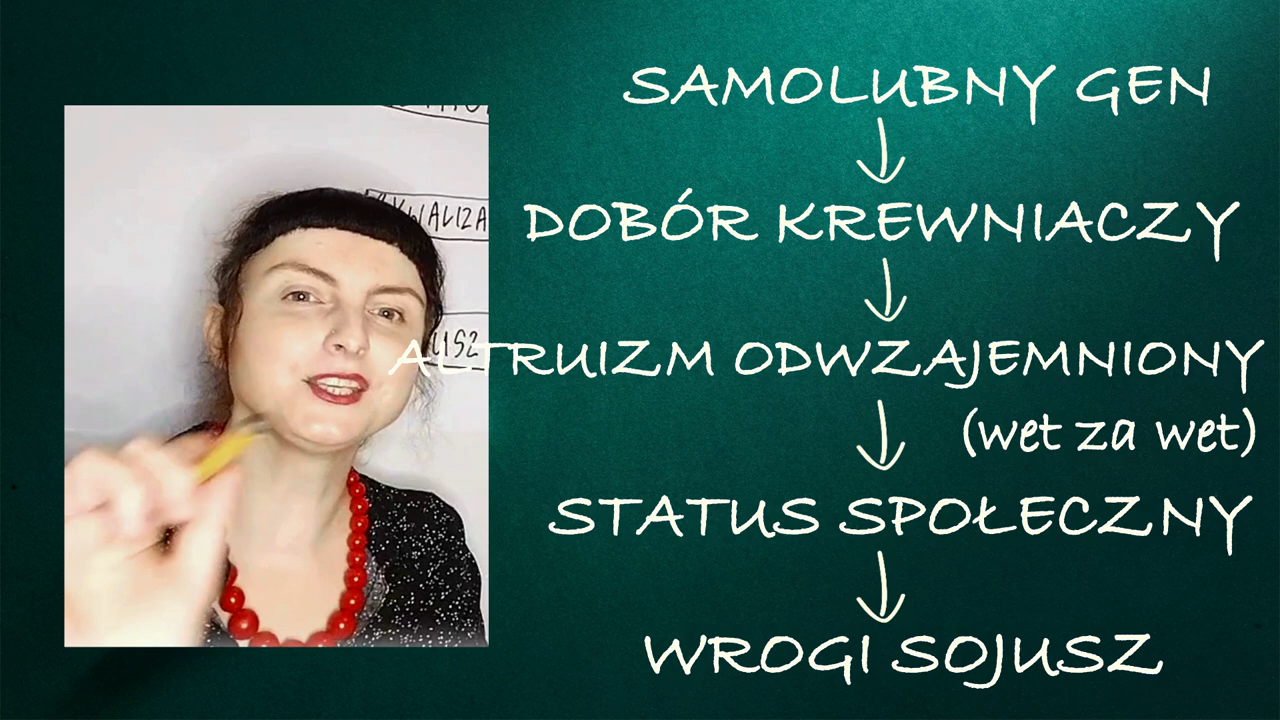 SAMOLUBNY GEN
DOBÓR KREWNIACZY
ALTRUIZM ODWZAJEMNIONY
(wet za wet)
STATUS SPOŁECZNY
WROGI SOJUSZ